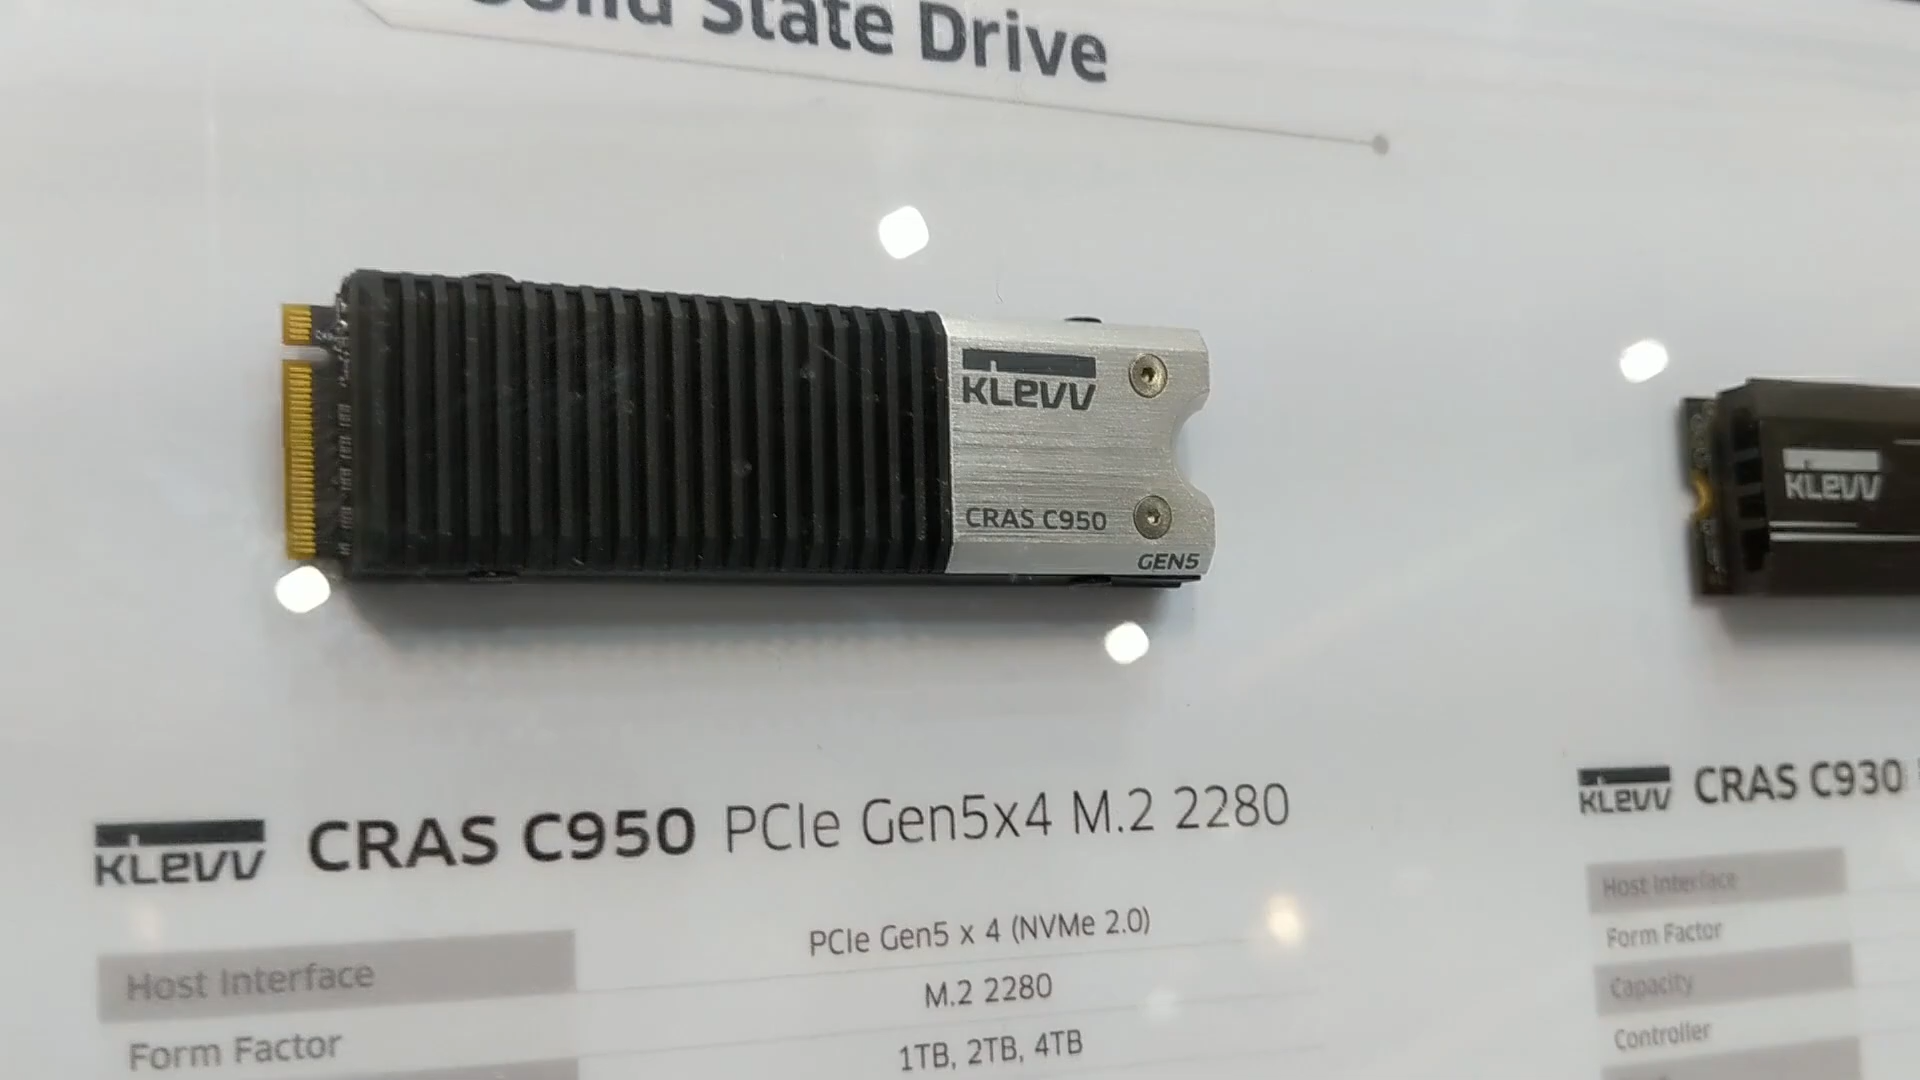 Solid State Drive
KLEVV
CRAS C950
GEN5
KLEVV
KLEVV CRAS C950 PCIe Gen5x4 M.2 2280
Host Interface PCIe Gen5 x 4 (NVMe 2.0)
Form Factor M.2 2280
1TB, 2TB, 4TB
KLEVV CRAS C930
Host Interface
Form Factor
Capacity
Controller